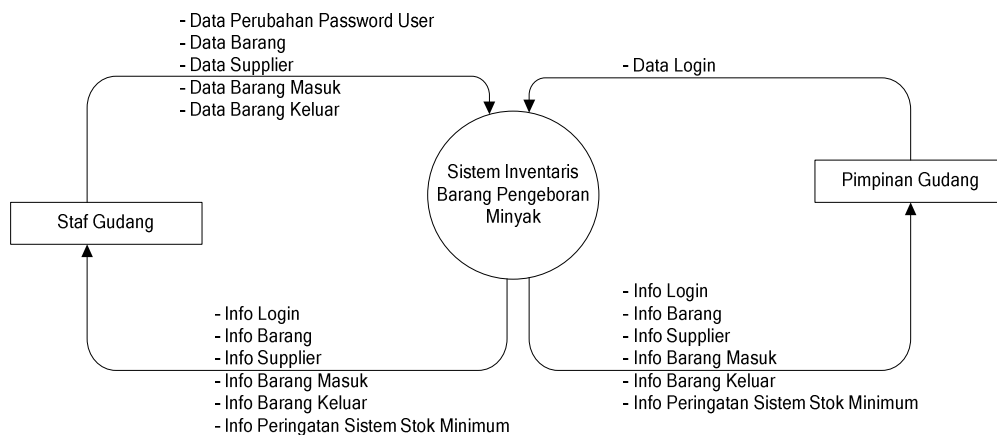 - Data Perubahan Password User
- Data Barang
- Data Supplier
- Data Barang Masuk
- Data Barang Keluar
- Data Login
Sistem Inventaris
Barang Pengeboran
Minyak
Staf Gudang
Pimpinan Gudang
- Info Login
- Info Barang
- Info Supplier
- Info Barang Masuk
- Info Barang Keluar
- Info Peringatan Sistem Stok Minimum
- Info Login
- Info Barang
- Info Supplier
- Info Barang Masuk
- Info Barang Keluar
- Info Peringatan Sistem Stok Minimum